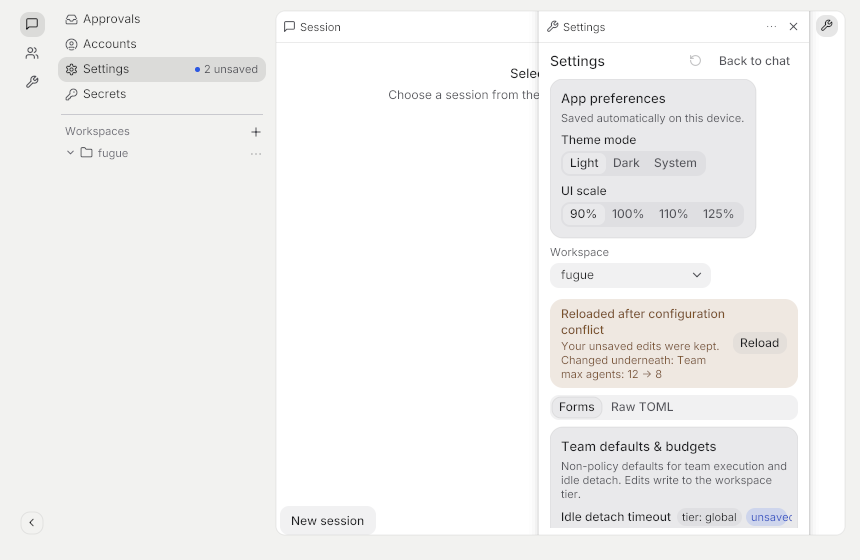 Approvals
Accounts
Settings
2 unsaved
Secrets
Workspaces
fugue
Session
Choose a session from the
New session
Settings
Settings
Back to chat
App preferences
Saved automatically on this device.
Theme mode
Light Dark System
UI scale
90% 100% 110% 125%
Workspace
fugue
Reloaded after configuration
conflict
Your unsaved edits were kept.
Changed underneath: Team
max agents: 12 → 8
Reload
Forms Raw TOML
Team defaults & budgets
Non-policy defaults for team execution and
idle detach. Edits write to the workspace
tier.
Idle detach timeout tier: global unsaved